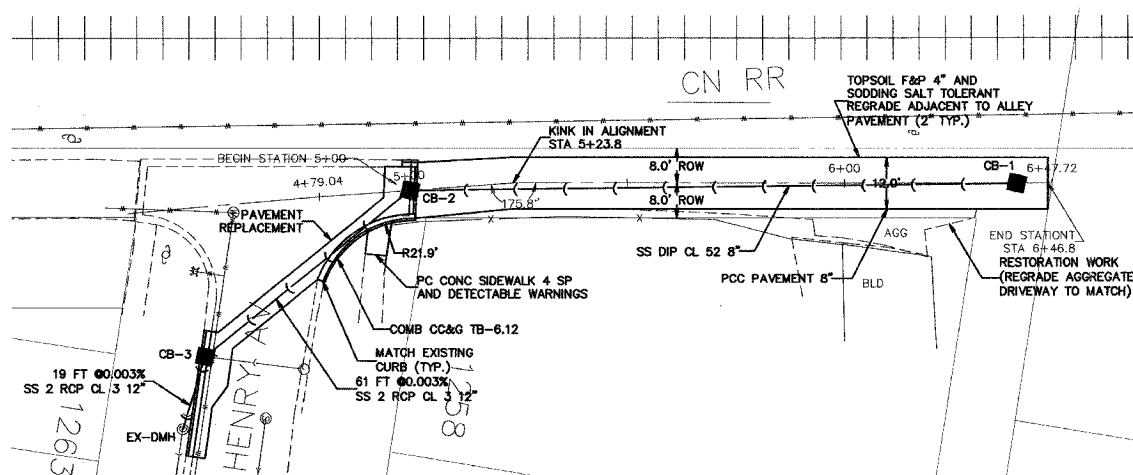 CN RR
TOPSOIL F&P 4" AND
SODDING SALT TOLERANT
REGRADE ADJACENT TO ALLEY
PAVEMENT (2" TYP.)
KINK IN ALIGNMENT
STA 5+23.8
BEGIN STATION 5+00
4+79.04
8.0' ROW
6+00
CB-1
6+47.72
CB-2
175.8'
12.0'
8.0' ROW
PAVEMENT
REPLACEMENT
R21.9'
SS DIP CL 52 8"
AGG
END STATION
STA 6+46.8
PCC PAVEMENT 8"
BLD
RESTORATION WORK
(REGRADE AGGREGATE
DRIVEWAY TO MATCH)
PC CONC SIDEWALK 4 SP
AND DETECTABLE WARNINGS
COMB CC&G TB-6.12
CB-3
MATCH EXISTING
CURB (TYP.)
19 FT @0.003%
SS 2 RCP CL 3 12"
61 FT @0.003%
SS 2 RCP CL 3 12"
EX-DMH
1263
HENRY AV
1258